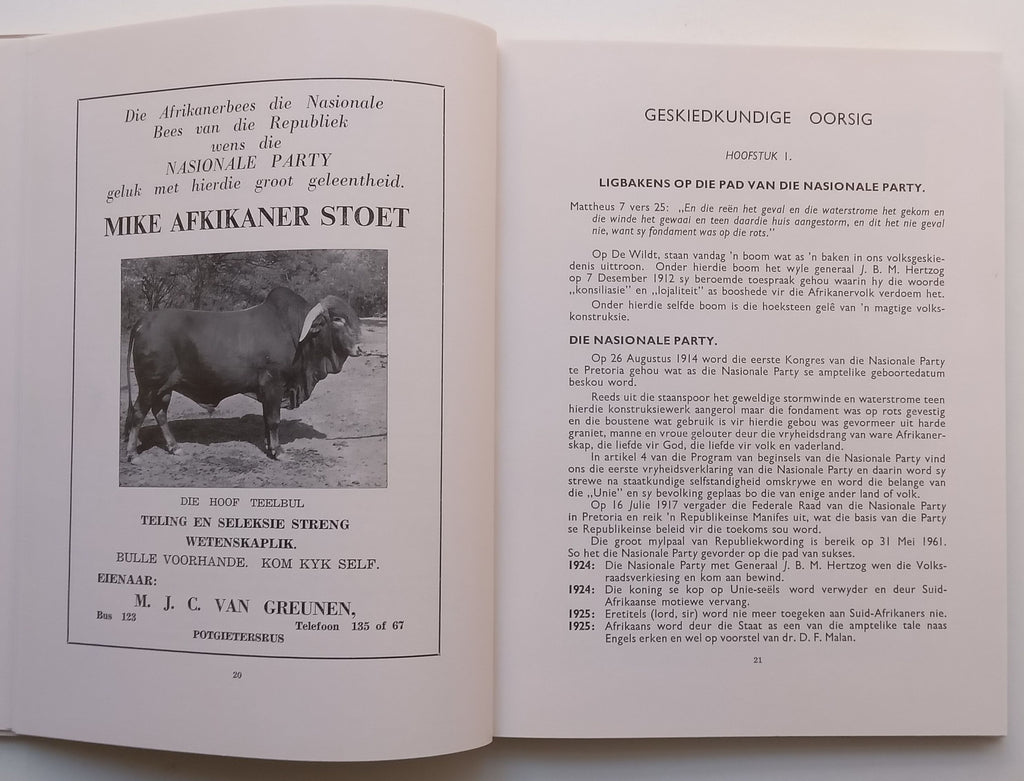 Die Afrikanerbees die Nasionale
Bees van die Republiek
wens die
NASIONALE PARTY
geluk met hierdie groot geleentheid.
MIKE AFKIKANER STOET
DIE HOOF TEELBUL
TELING EN SELEKSIE STRENG
WETENSKAPLIK.
BULLE VOORHANDE. KOM KYK SELF.
EIENAAR:
M. J. C. VAN GREUNEN,
Bus 123
Telefoon 135 of 67
POTGIETERSRUS
20
GESKIEDKUNDIGE OORSIG
HOOFSTUK I.
LIGBAKENS OP DIE PAD VAN DIE NASIONALE PARTY.
Mattheus 7 vers 25: „En die reën het geval en die waterstrome het gekom en
die winde het gewaai en teen daardie huis aangestorm, en dit het nie geval
nie, want sy fondament was op die rots.”
Op De Wildt, staan vandag 'n boom wat as 'n baken in ons volksgeskie-
denis uittroon. Onder hierdie boom het wyle generaal J. B. M. Hertzog
op 7 Desember 1912 sy beroemde toespraak gehou waarin hy die woorde
„konsiliasie” en „lojaliteit” as booshede vir die Afrikanervolk verdoem het.
Onder hierdie selfde boom is die hoeksteen gelê van 'n magtige volks-
konstruksie.
DIE NASIONALE PARTY.
Op 26 Augustus 1914 word die eerste Kongres van die Nasionale Party
te Pretoria gehou wat as die Nasionale Party se amptelike geboortedatum
beskou word.
Reeds uit die staanspoor het geweldige stormwinde en waterstrome teen
hierdie konstruksiewerk aangerol maar die fondament was op rots gevestig
en die boustene wat gebruik is vir hierdie gebou was gevormeer uit harde
graniet, manne en vroue gelouter deur die vryheidsdrang van ware Afrikaner-
skap, die liefde vir God, die liefde vir volk en vaderland.
In artikel 4 van die Program van beginsels van die Nasionale Party vind
ons die eerste vryheidsverklaring van die Nasionale Party en daarin word sy
strewe na staatkundige selfstandigheid omskrywe en word die belange van
die „Unie” en sy bevolking geplaas bo die van enige ander land of volk.
Op 16 Julie 1917 vergader die Federale Raad van die Nasionale Party
in Pretoria en reik 'n Republikeinse Manifes uit, wat die basis van die Party
se Republikeinse beleid vir die toekoms sou word.
Die groot mylpaal van Republiekwording is bereik op 31 Mei 1961.
So het die Nasionale Party gevorder op die pad van sukses.
1924: Die Nasionale Party met Generaal J. B. M. Hertzog wen die Volks-
raadsverkiesing en kom aan bewind.
1924: Die koning se kop op Unie-seëls word verwyder en deur Suid-
Afrikaanse motiewe vervang.
1925: Eretitels (lord, sir) word nie meer toegeken aan Suid-Afrikaners nie.
1925: Afrikaans word deur die Staat as een van die amptelike tale naas
Engels erken en wel op voorstel van dr. D. F. Malan.
21